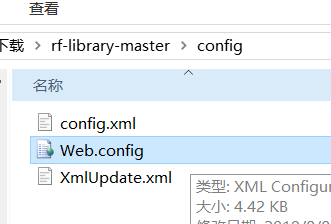 查看
下载 › rf-library-master › config
名称
config.xml
Web.config
XmlUpdate.xml
类型: XML Configu
大小: 4.42 KB